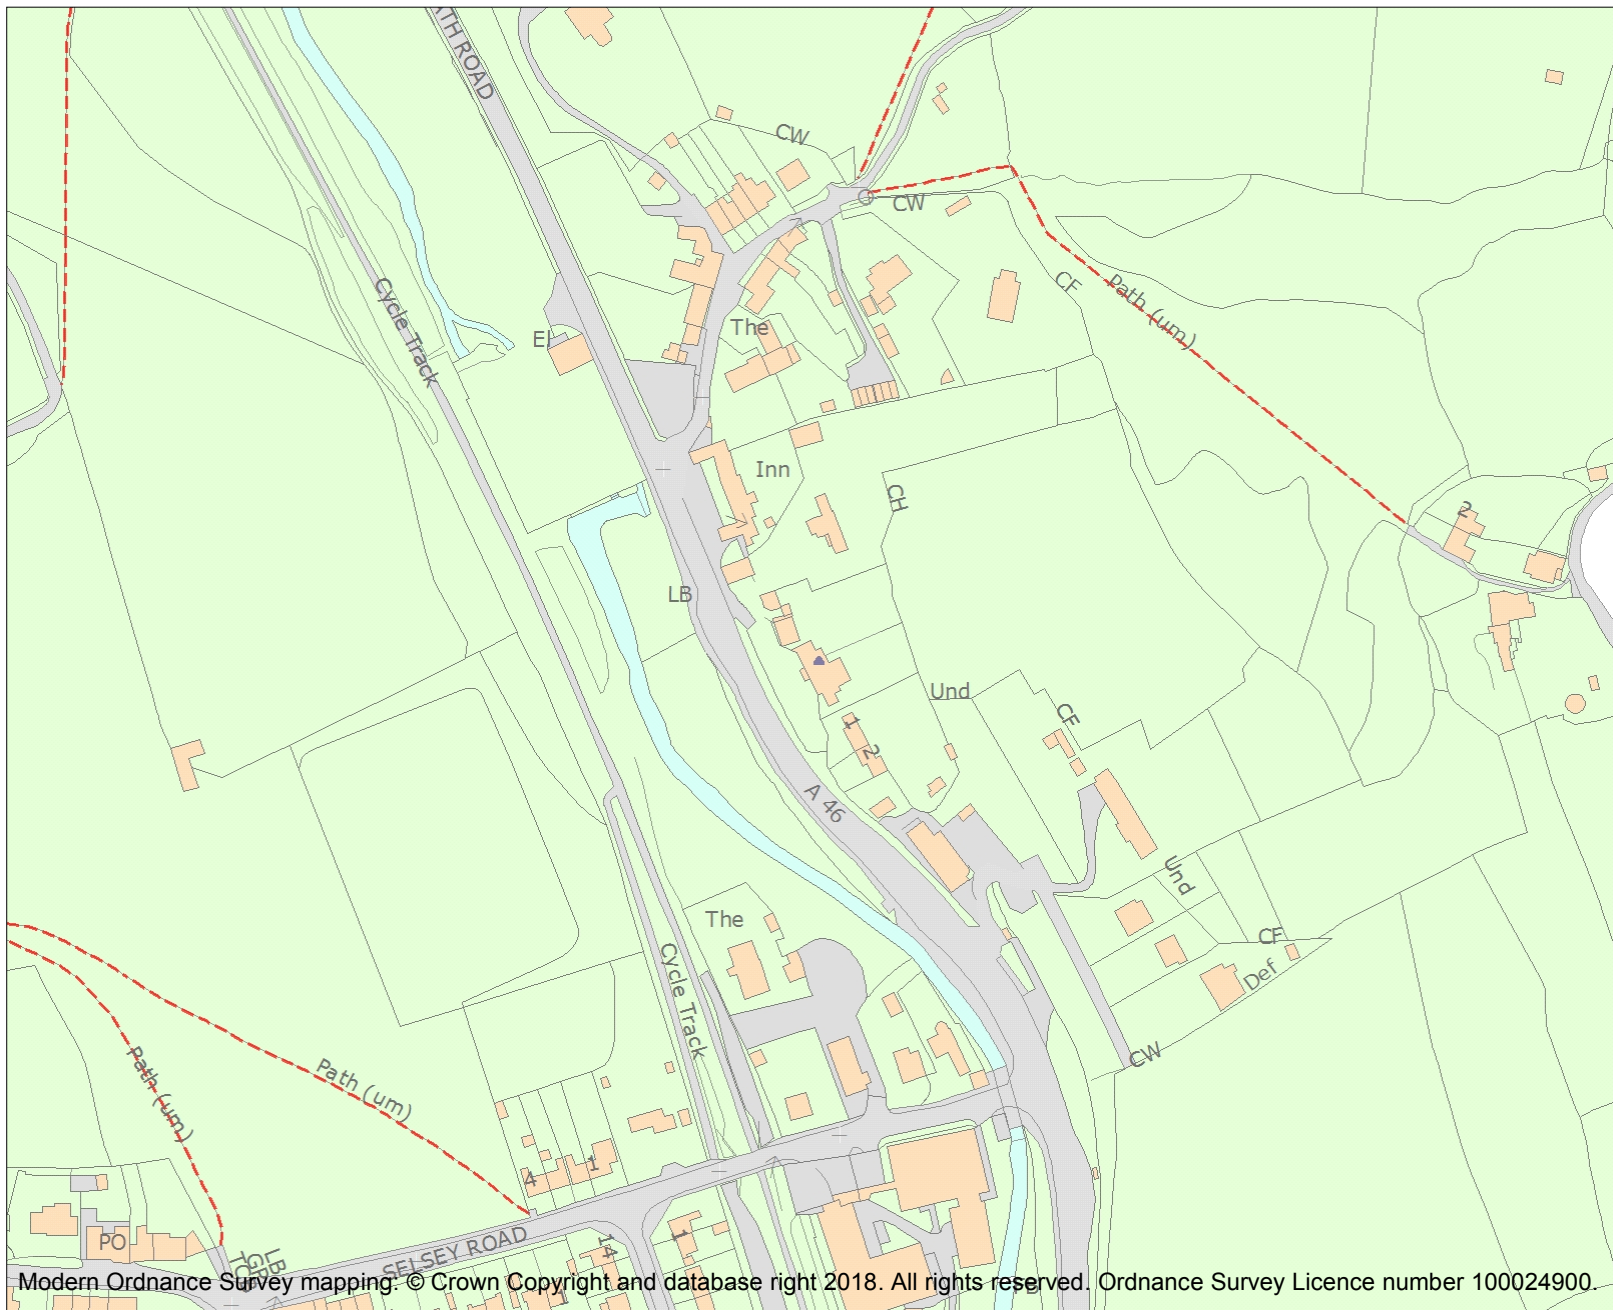 ATH ROAD
CW
CW
Cycle Track
CF
Path (um)
The
El
Inn
CH
2
LB
Und
CF
1
2
A 46
Und
The
CF
Def
Cycle Track
CW
Path (um)
Path (um)
4
1
PO
SELSEY ROAD
14
1
LB
Modern Ordnance Survey mapping: © Crown Copyright and database right 2018. All rights reserved. Ordnance Survey Licence number 100024900.